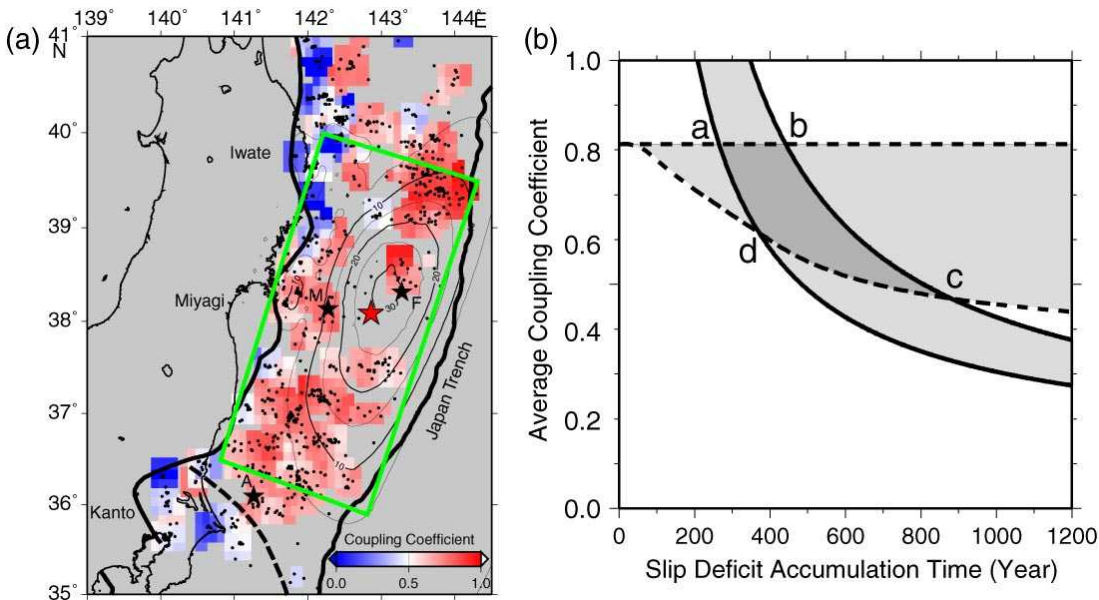 (a)
139° 140° 141° 142° 143° 144°E
41°
N
40°
39°
38°
37°
36°
35°
Iwate
Miyagi
Kanto
Japan Trench
M
F
A
10
20
20
30
10
10
Coupling Coefficient
0.0 0.5 1.0
(b)
Average Coupling Coefficient
1.0
0.8
0.6
0.4
0.2
0.0
a
b
c
d
0 200 400 600 800 1000 1200
Slip Deficit Accumulation Time (Year)